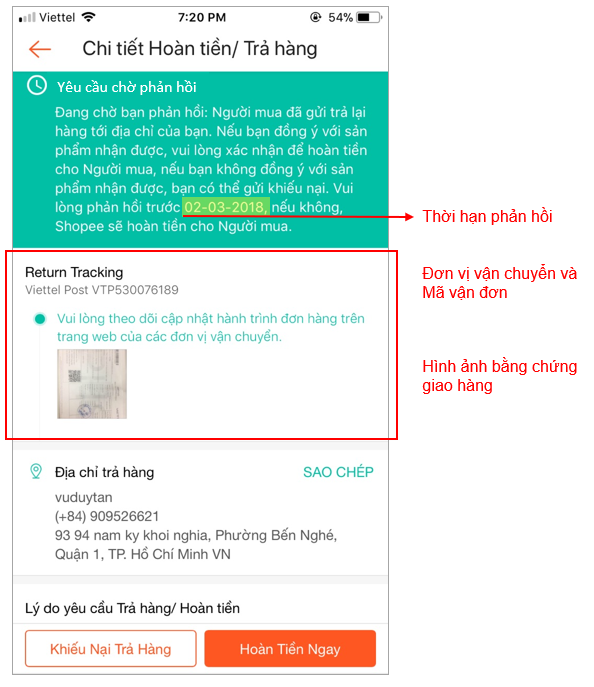 Viettel
7:20 PM
54%
Chi tiết Hoàn tiền/ Trả hàng
Yêu cầu chờ phản hồi
Đang chờ bạn phản hồi: Người mua đã gửi trả lại
hàng tới địa chỉ của bạn. Nếu bạn đồng ý với sản
phẩm nhận được, vui lòng xác nhận để hoàn tiền
cho Người mua, nếu bạn không đồng ý với sản
phẩm nhận được, bạn có thể gửi khiếu nại. Vui
lòng phản hồi trước 02-03-2018, nếu không,
Shopee sẽ hoàn tiền cho Người mua.
Thời hạn phản hồi
Return Tracking
Viettel Post VTP530076189
Đơn vị vận chuyển và
Mã vận đơn
Vui lòng theo dõi cập nhật hành trình đơn hàng trên
trang web của các đơn vị vận chuyển.
Hình ảnh bằng chứng
giao hàng
Địa chỉ trả hàng
SAO CHÉP
vuduytan
(+84) 909526621
93 94 nam ky khoi nghia, Phường Bến Nghé,
Quận 1, TP. Hồ Chí Minh VN
Lý do yêu cầu Trả hàng/ Hoàn tiền
Khiếu Nại Trả Hàng
Hoàn Tiền Ngay